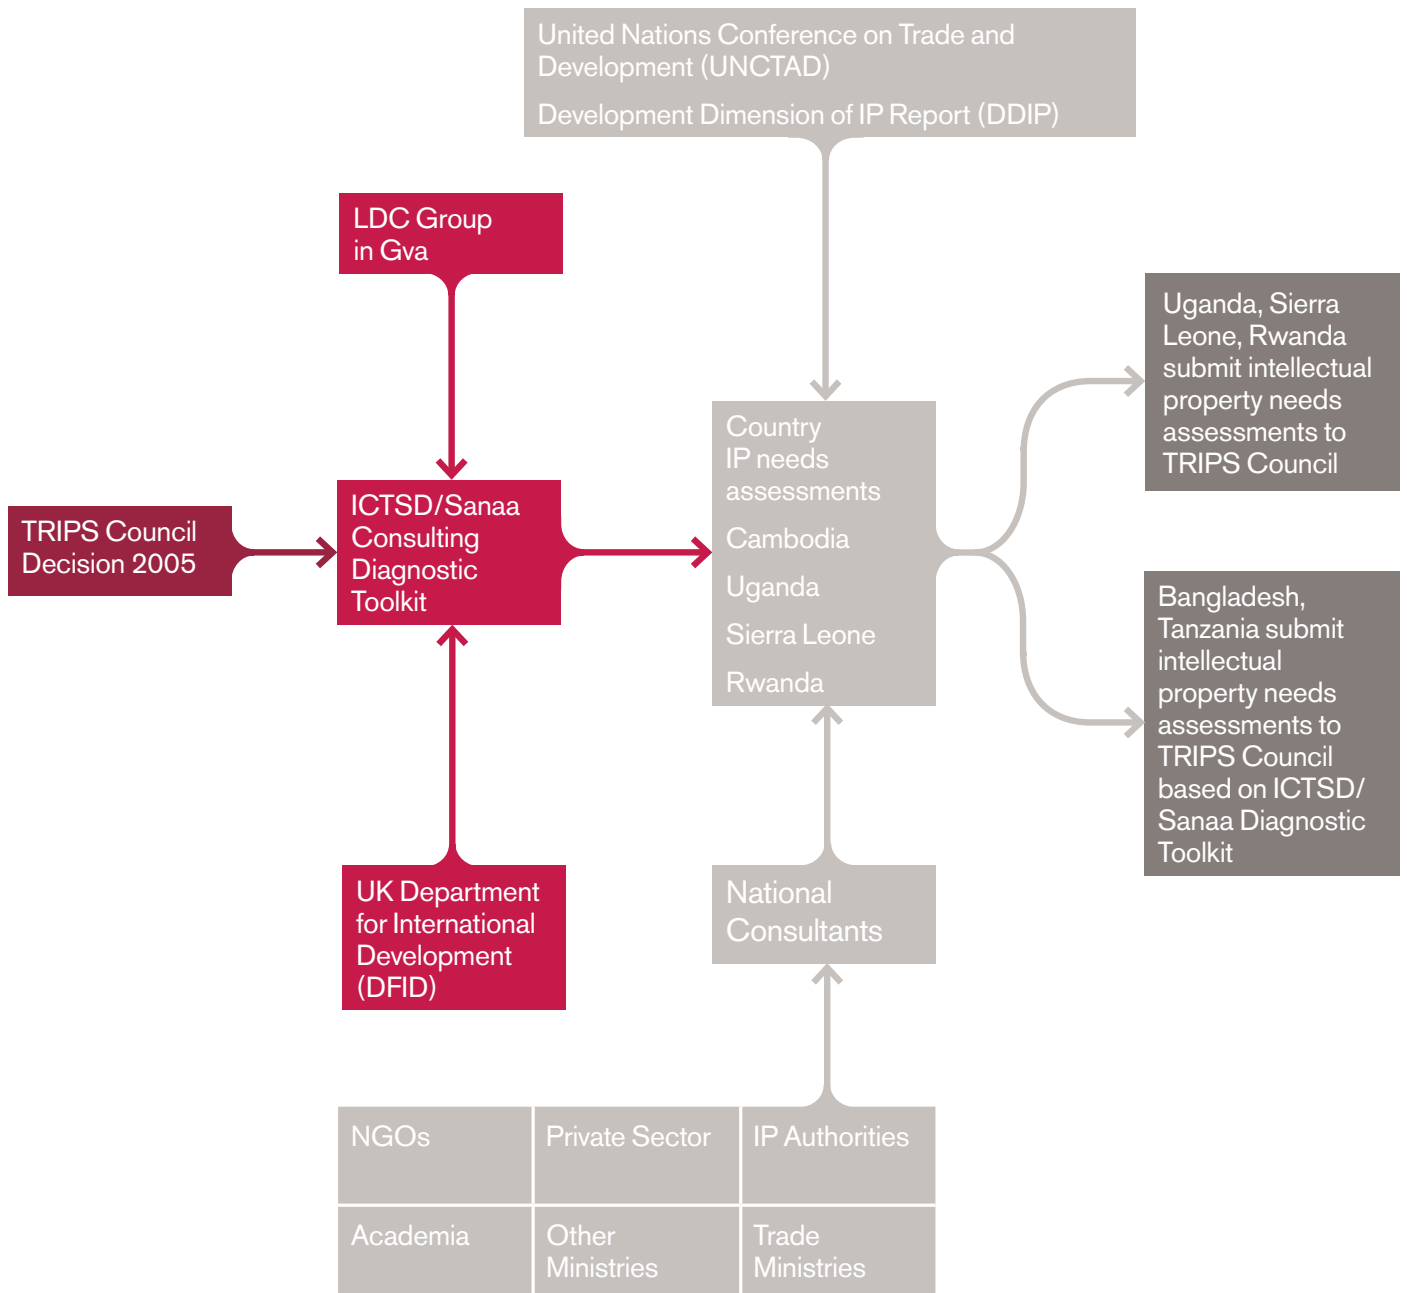 United Nations Conference on Trade and
Development (UNCTAD)
Development Dimension of IP Report (DDIP)
LDC Group
in Gva
TRIPS Council
Decision 2005
ICTSD/Sanaa
Consulting
Diagnostic
Toolkit
UK Department
for International
Development
(DFID)
Country
IP needs
assessments
Cambodia
Uganda
Sierra Leone
Rwanda
National
Consultants
NGOs
Private Sector
IP Authorities
Academia
Other
Ministries
Trade
Ministries
Uganda, Sierra
Leone, Rwanda
submit intellectual
property needs
assessments to
TRIPS Council
Bangladesh,
Tanzania submit
intellectual
property needs
assessments to
TRIPS Council
based on ICTSD/
Sanaa Diagnostic
Toolkit